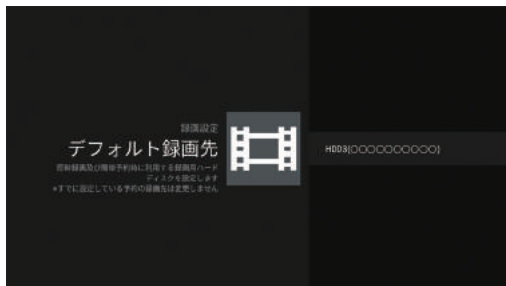 録画設定
デフォルト録画先
即時録画及び簡単予約時に利用する録画用ハード
ディスクを設定します
*すでに設定している予約の録画先は変更しません
HDD3(○○○○○○○○○○)